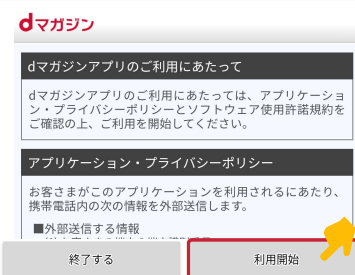 dマガジン
dマガジンアプリのご利用にあたって
dマガジンアプリのご利用にあたっては、アプリケーショ
ン・プライバシーポリシーとソフトウェア使用許諾規約を
ご確認の上、ご利用を開始してください。
アプリケーション・プライバシーポリシー
お客さまがこのアプリケーションを利用されるにあたり、
携帯電話内の次の情報を外部送信します。
■外部送信する情報
終了する
利用開始